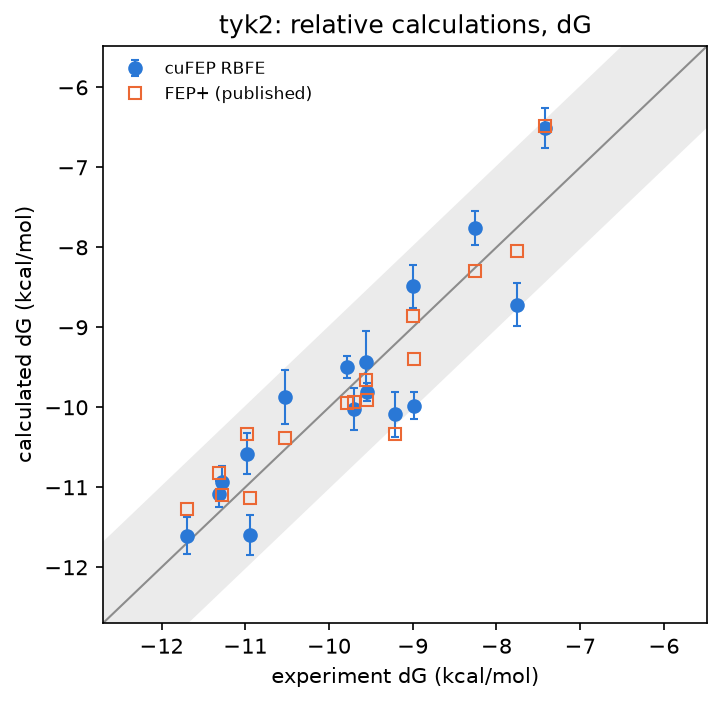 tyk2: relative calculations, dG
cuFEP RBFE
FEP+ (published)
calculated dG (kcal/mol)
−6
−7
−8
−9
−10
−11
−12
−12 −11 −10 −9 −8 −7 −6
experiment dG (kcal/mol)